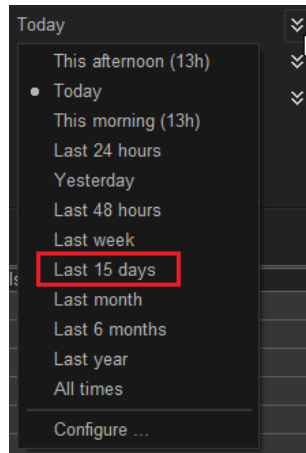 Today
This afternoon (13h)
Today
This morning (13h)
Last 24 hours
Yesterday
Last 48 hours
Last week
Last 15 days
Last month
Last 6 months
Last year
All times
Configure ...